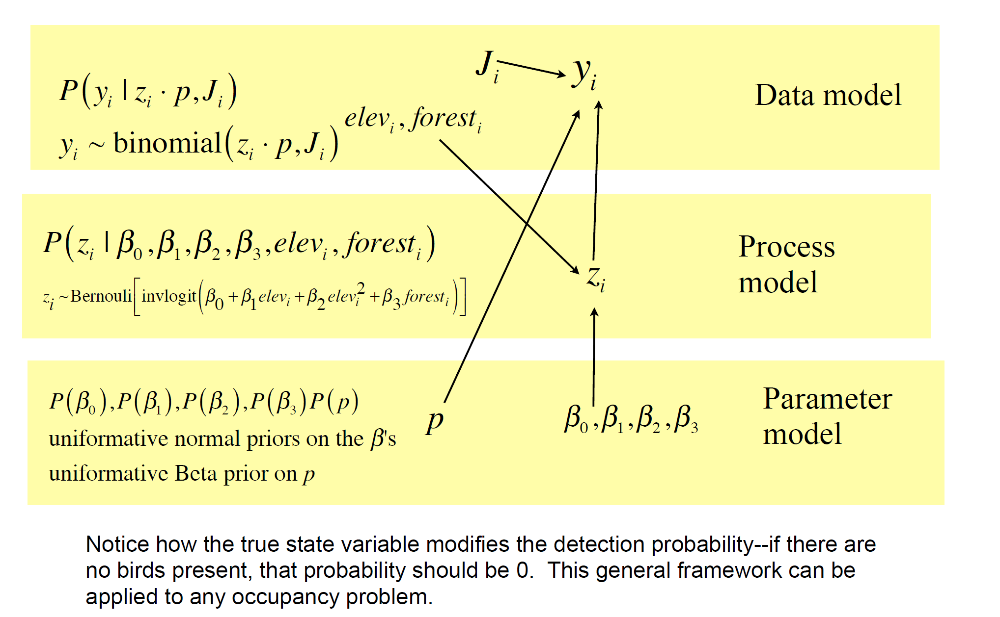 J_i
y_i
P(y_i | z_i · p, J_i)
Data model
elev_i, forest_i
y_i ~ binomial(z_i · p, J_i)
P(z_i | β_0, β_1, β_2, β_3, elev_i, forest_i)
Process
model
z_i
z_i ~ Bernouli[invlogit(β_0 + β_1 elev_i + β_2 elev_i^2 + β_3 forest_i)]
P(β_0), P(β_1), P(β_2), P(β_3)P(p)
Parameter
model
p
β_0, β_1, β_2, β_3
uniformative normal priors on the β's
uniformative Beta prior on p
Notice how the true state variable modifies the detection probability--if there are
no birds present, that probability should be 0.  This general framework can be
applied to any occupancy problem.